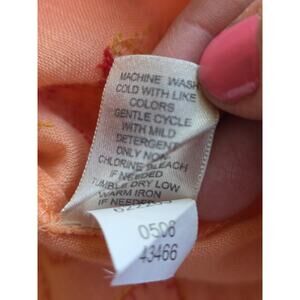 MACHINE WASH
COLD WITH LIKE
COLORS
GENTLE CYCLE
WITH MILD
DETERGENT
ONLY NON
CHLORINE BLEACH
IF NEEDED
TUMBLE DRY LOW
WARM IRON
IF NEEDED
0506
43466